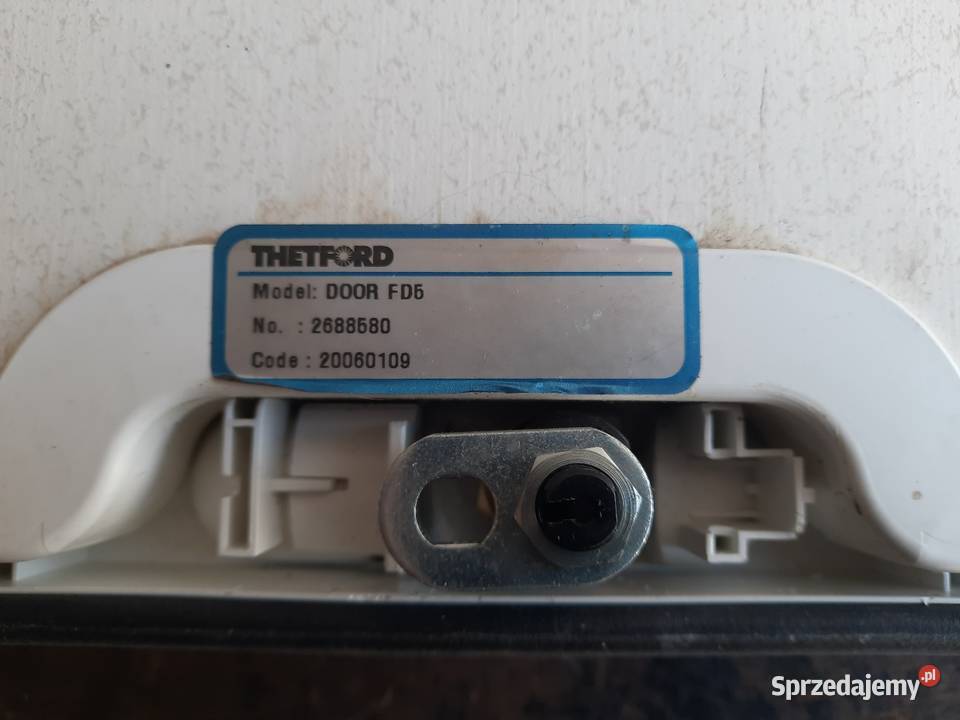 THETFORD
Model: DOOR FD5
No. : 2688580
Code : 20060109
Sprzedajemy.pl